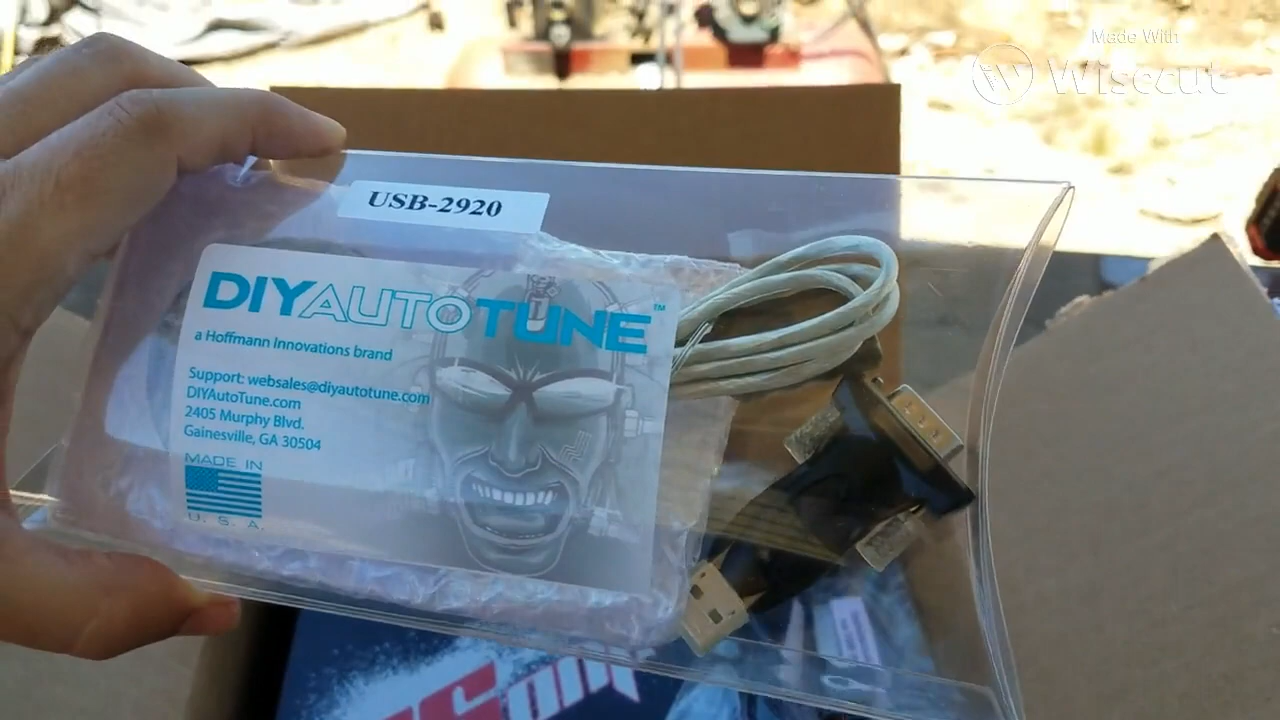 Made With
Wisecut
USB-2920
DIYAUTOTUNE™
a Hoffmann Innovations brand
Support: websales@diyautotune.com
DIYAutoTune.com
2405 Murphy Blvd.
Gainesville, GA 30504
MADE IN
U. S. A.